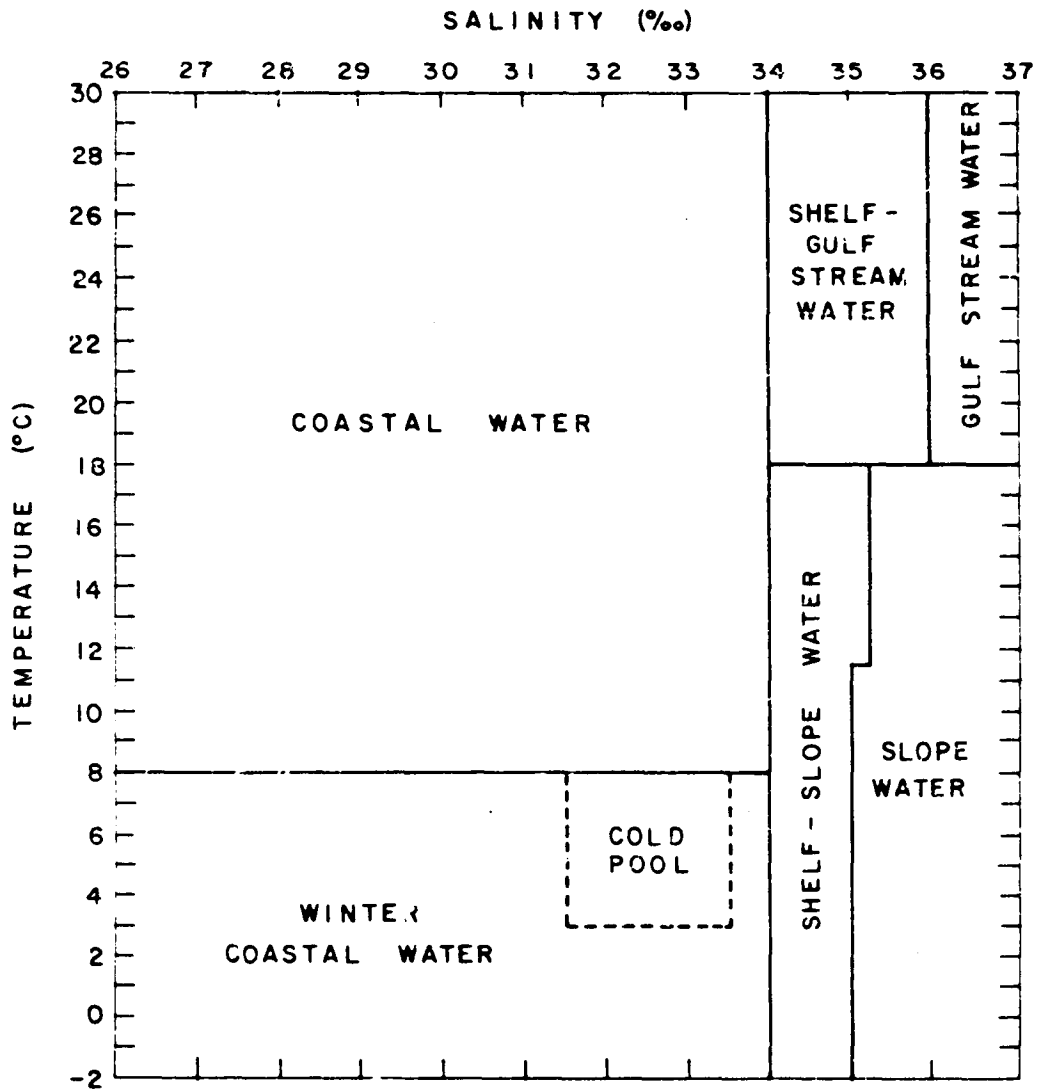 SALINITY (‰)
26 27 28 29 30 31 32 33 34 35 36 37
30
28
26
24
22
20
18
16
14
12
10
8
6
4
2
0
-2
TEMPERATURE (°C)
COASTAL WATER
SHELF-
GULF
STREAM
WATER
GULF STREAM WATER
SHELF-SLOPE WATER
SLOPE
WATER
COLD
POOL
WINTER
COASTAL WATER